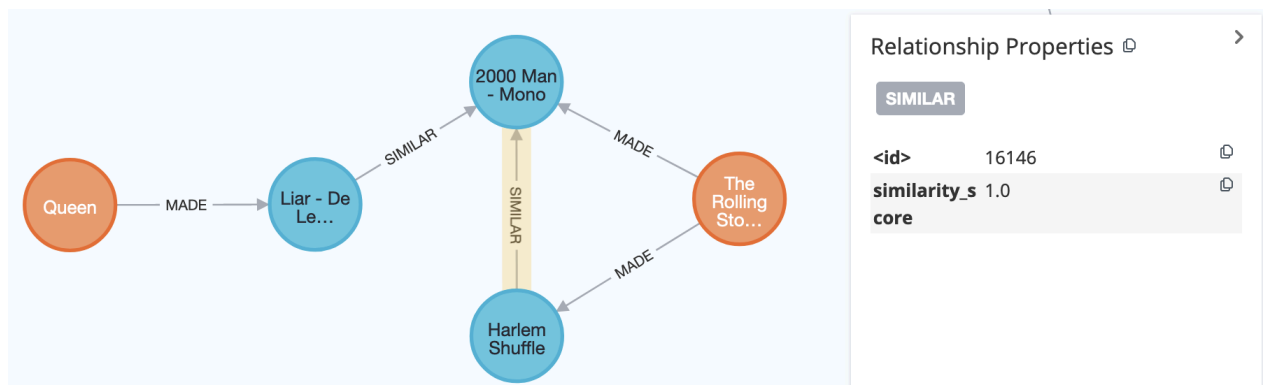 Relationship Properties
SIMILAR
<id> 16146
similarity_s 1.0
core
2000 Man
- Mono
SIMILAR
MADE
Queen
MADE
Liar - De
Le…
SIMILAR
The
Rolling
Sto…
MADE
Harlem
Shuffle